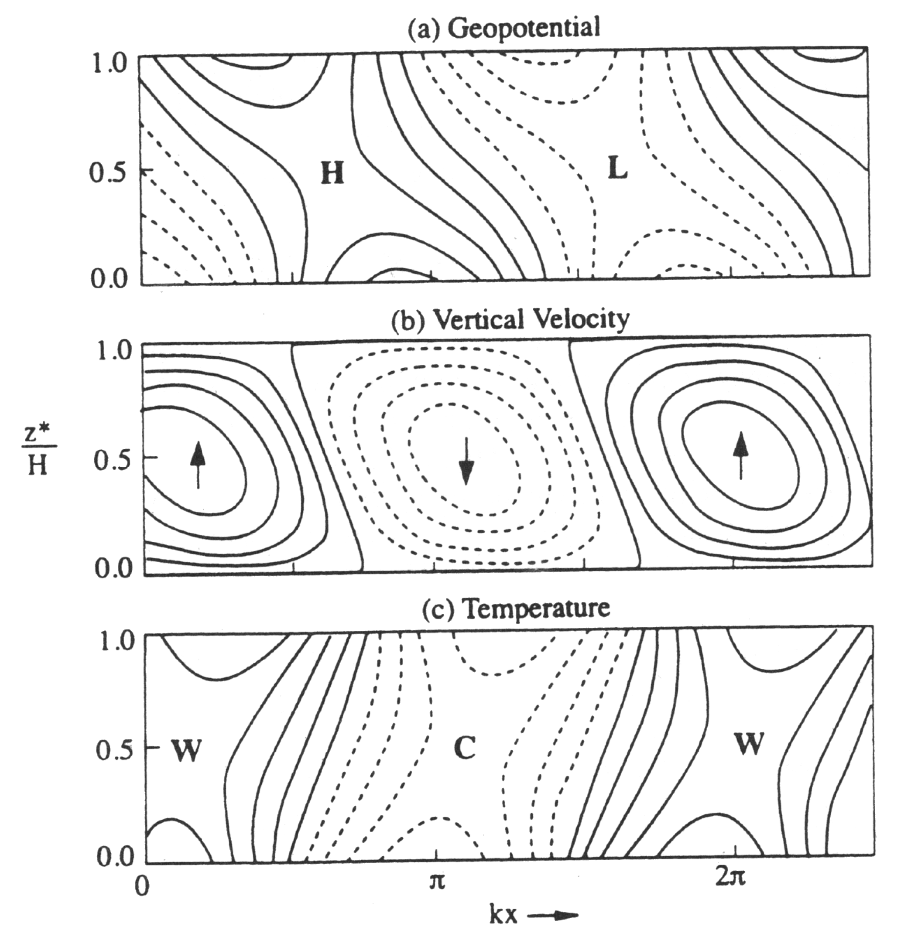 (a) Geopotential
1.0
0.5
0.0
H
L
(b) Vertical Velocity
1.0
z*
H
0.5
0.0
(c) Temperature
1.0
0.5
0.0
W
C
W
0
π
2π
kx